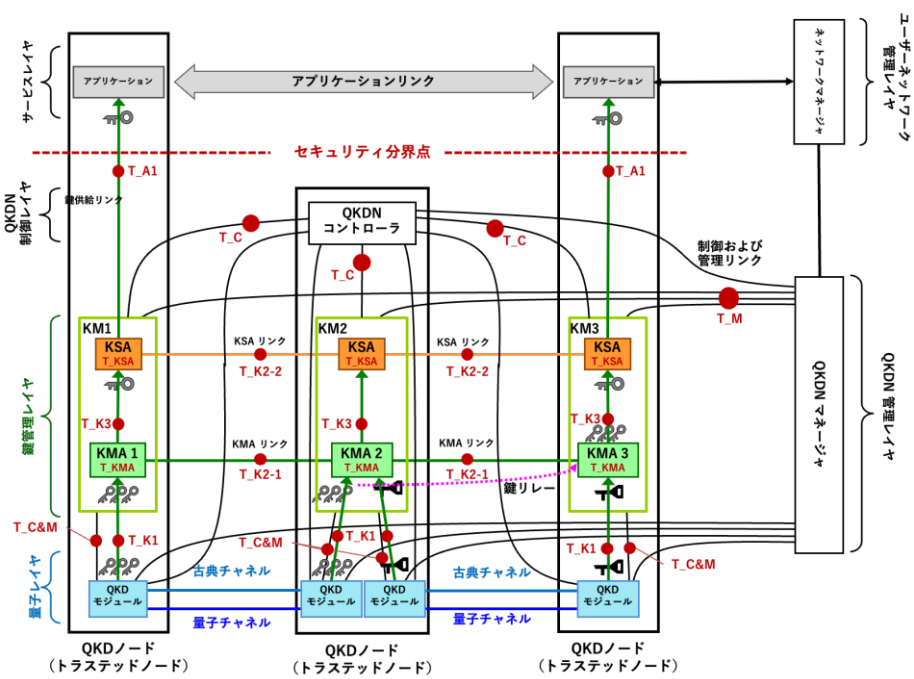 サービスレイヤ
アプリケーション
アプリケーションリンク
アプリケーション
ネットワークマネージャ
ユーザーネットワーク
管理レイヤ
セキュリティ分界点
T_A1
T_A1
鍵供給リンク
QKDN
制御レイヤ
QKDN
コントローラ
T_C
T_C
T_C
制御および
管理リンク
T_M
鍵管理レイヤ
KM1
KSA
T_KSA
KSA リンク
T_K2-2
KM2
KSA
T_KSA
KSA リンク
T_K2-2
KM3
KSA
T_KSA
T_K3
T_K3
T_K3
KMA 1
T_KMA
KMA リンク
T_K2-1
KMA 2
T_KMA
KMA リンク
T_K2-1
KMA 3
T_KMA
鍵リレー
QKDN マネージャ
QKDN 管理レイヤ
T_C&M
T_K1
T_C&M
T_K1
T_K1
T_C&M
量子レイヤ
QKD
モジュール
古典チャネル
量子チャネル
QKD
モジュール
QKD
モジュール
古典チャネル
量子チャネル
QKD
モジュール
QKDノード
（トラステッドノード）
QKDノード
（トラステッドノード）
QKDノード
（トラステッドノード）